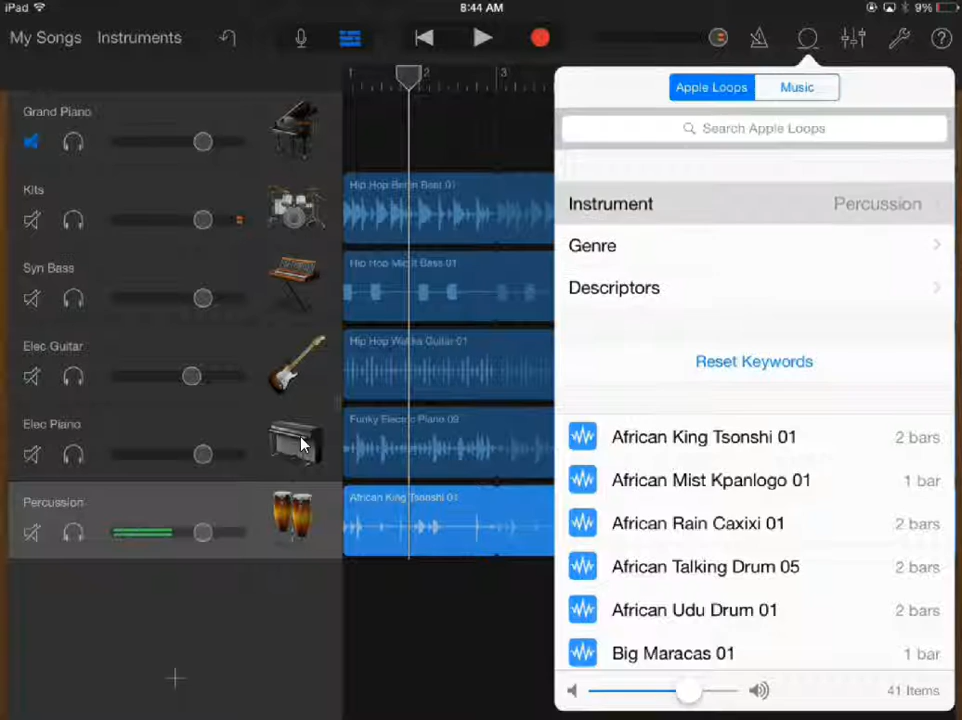 iPad 8:44 AM 9%
My Songs Instruments
1 2 3
Apple Loops Music
Search Apple Loops
Instrument Percussion
Genre
Descriptors
Reset Keywords
African King Tsonshi 01 2 bars
African Mist Kpanlogo 01 1 bar
African Rain Caxixi 01 2 bars
African Talking Drum 05 2 bars
African Udu Drum 01 2 bars
Big Maracas 01 1 bar
41 Items
Grand Piano
Kits
Hip Hop Beat 01
Syn Bass
Hip Hop Bass 01
Elec Guitar
Hip Hop Guitar 01
Elec Piano
Funky Electric Piano 09
Percussion
African King Tsonshi 01